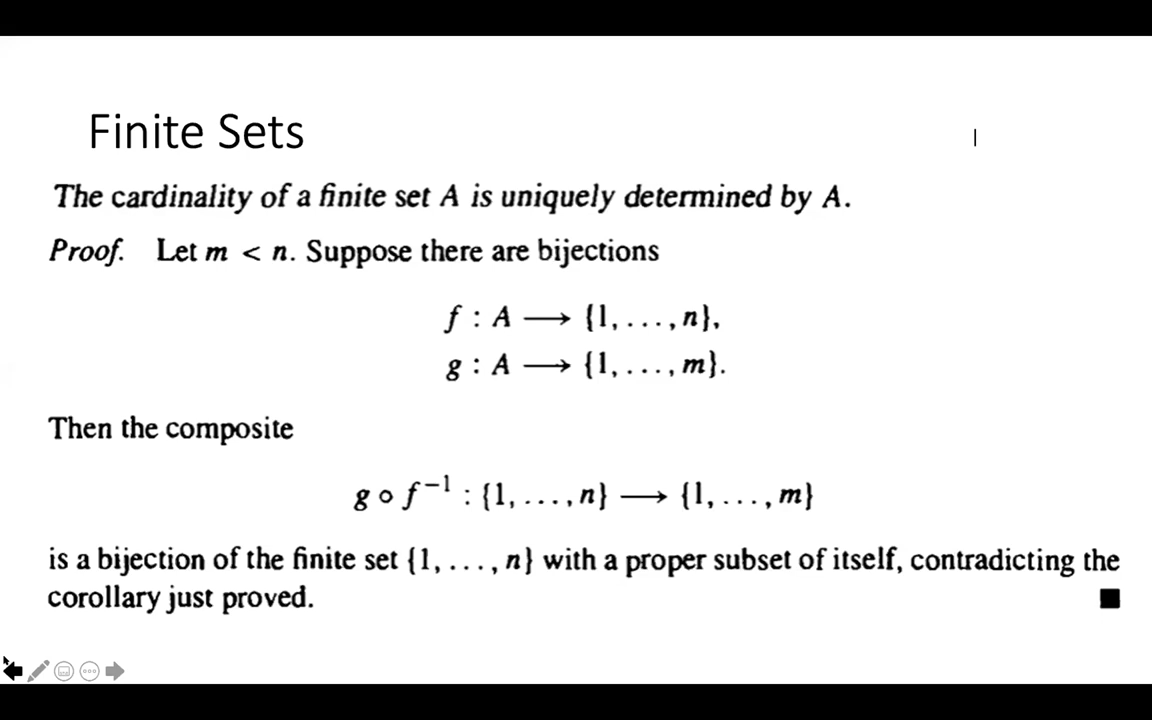 Finite Sets
The cardinality of a finite set A is uniquely determined by A.
Proof. Let m < n. Suppose there are bijections
f : A ⟶ {1, . . . , n},
g : A ⟶ {1, . . . , m}.
Then the composite
g ∘ f⁻¹ : {1, . . . , n} ⟶ {1, . . . , m}
is a bijection of the finite set {1, . . . , n} with a proper subset of itself, contradicting the
corollary just proved. ■